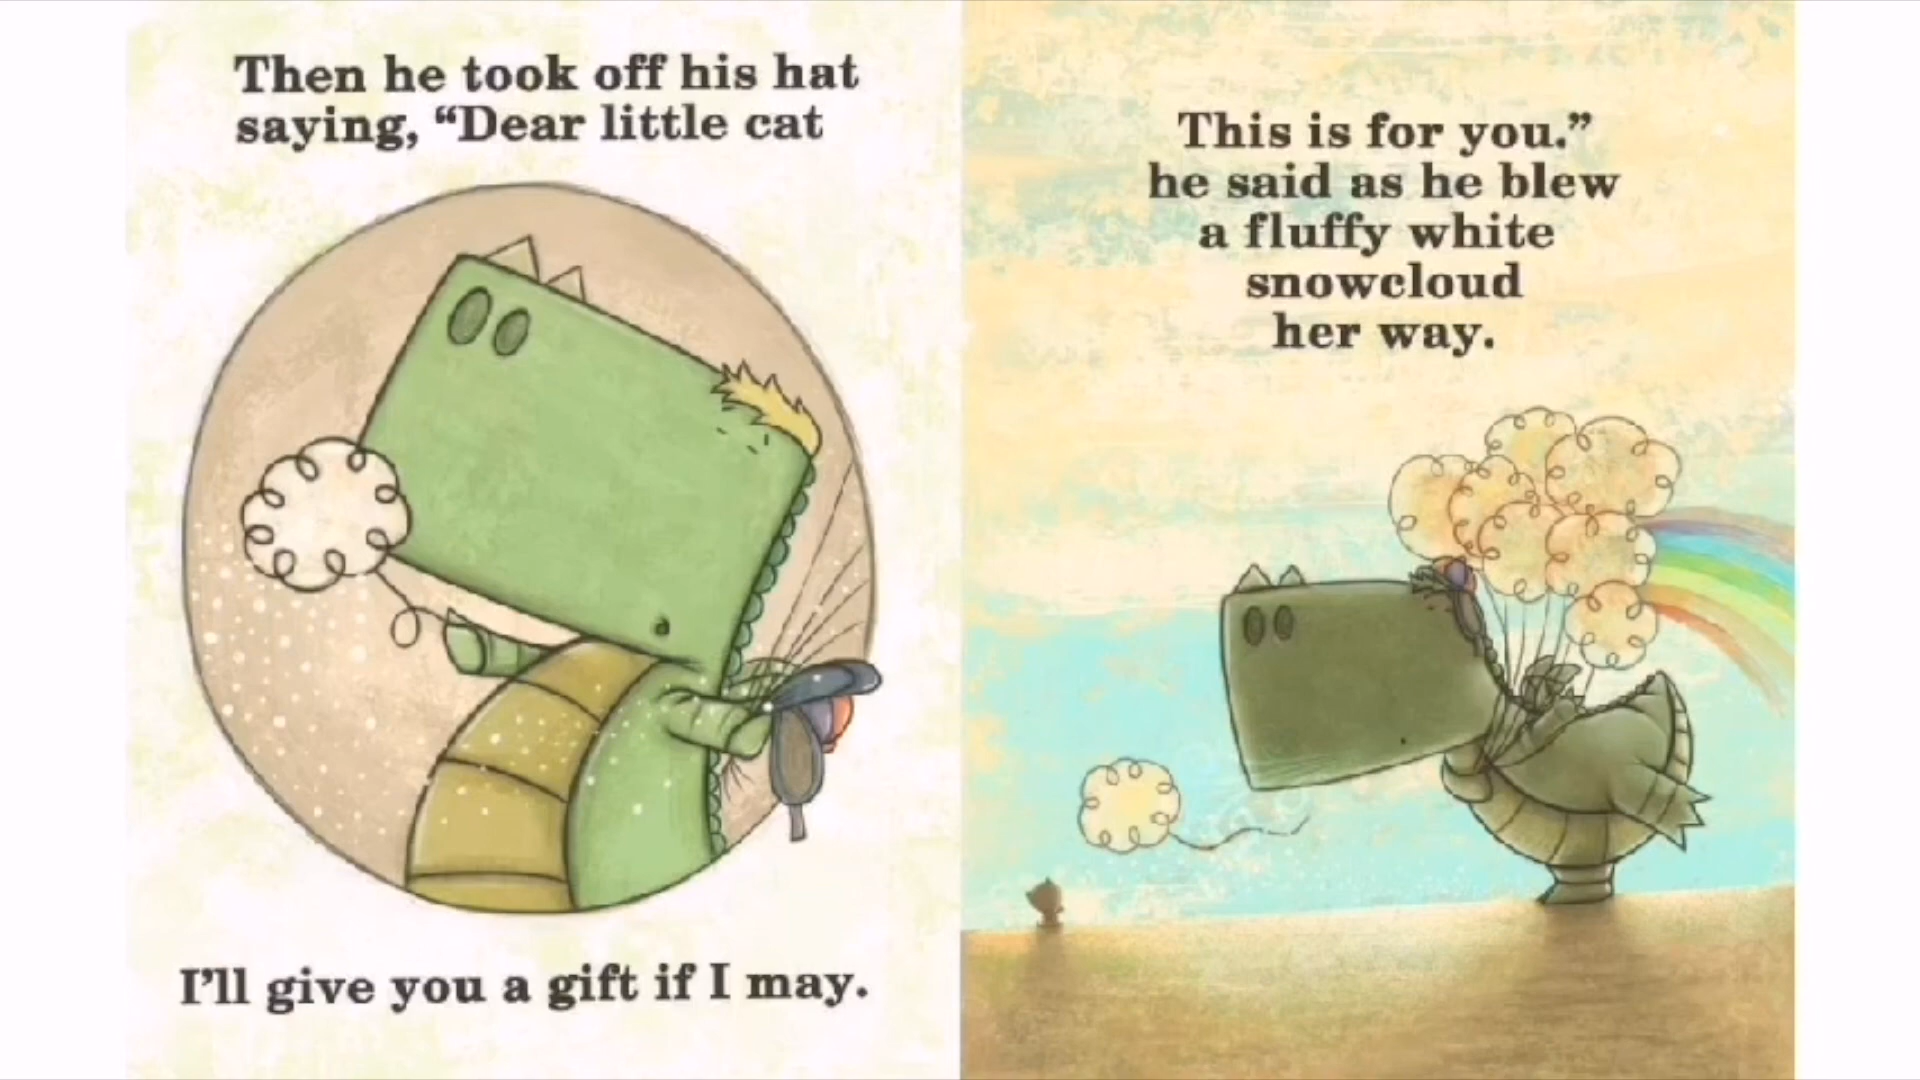 Then he took off his hat
saying, “Dear little cat
I’ll give you a gift if I may.
This is for you.”
he said as he blew
a fluffy white
snowcloud
her way.